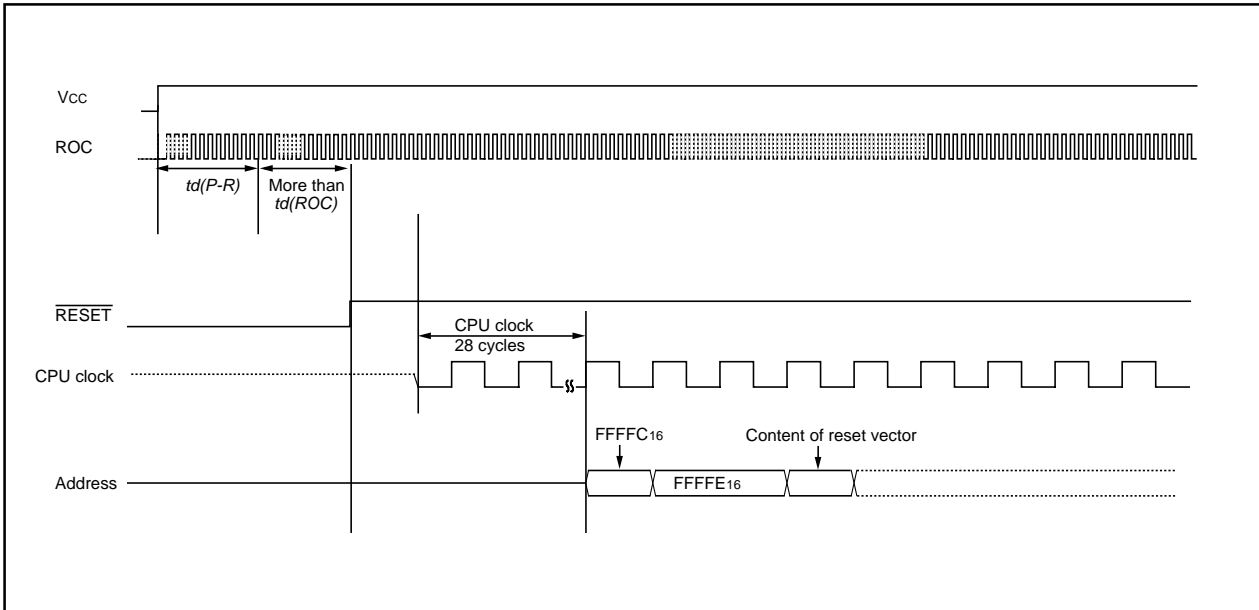 Vcc
ROC
td(P-R)
More than
td(ROC)
RESET
CPU clock
28 cycles
CPU clock
FFFFC16
Content of reset vector
Address
FFFFE16